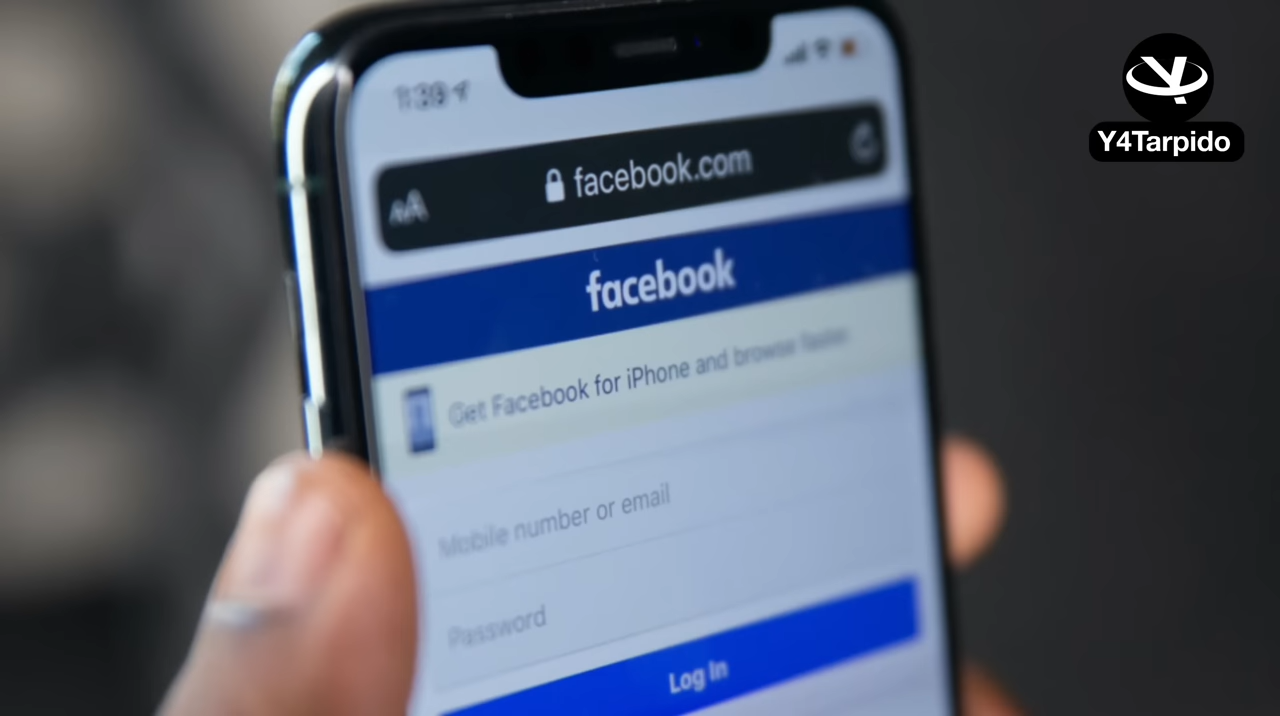 1:39
Y4Tarpido
AA facebook.com
facebook
Get Facebook for iPhone and browse faster
Mobile number or email
Password
Log In